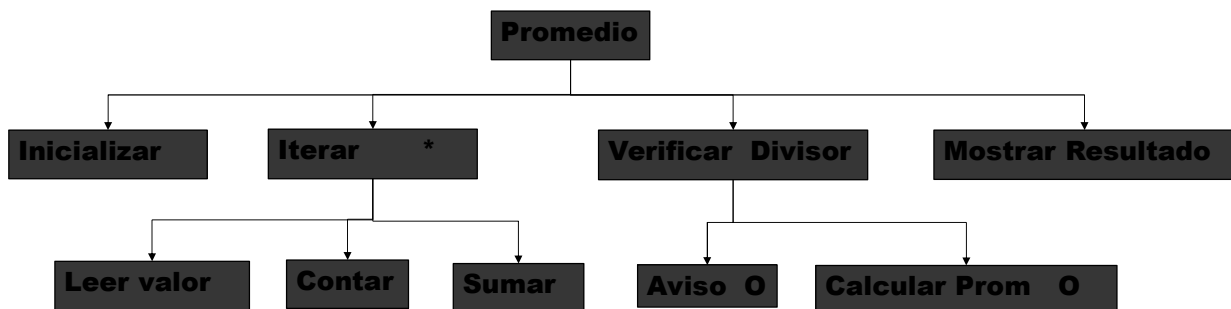 Promedio
Inicializar
Iterar *
Verificar Divisor
Mostrar Resultado
Leer valor
Contar
Sumar
Aviso O
Calcular Prom O